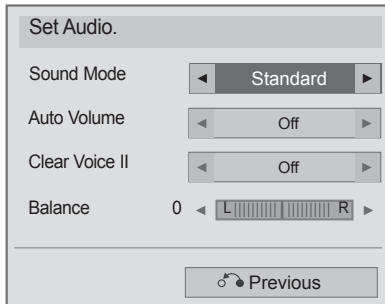 Set Audio.
Sound Mode ◄ Standard ►
Auto Volume ◄ Off ►
Clear Voice II ◄ Off ►
Balance 0 ◄ L R ►
Previous